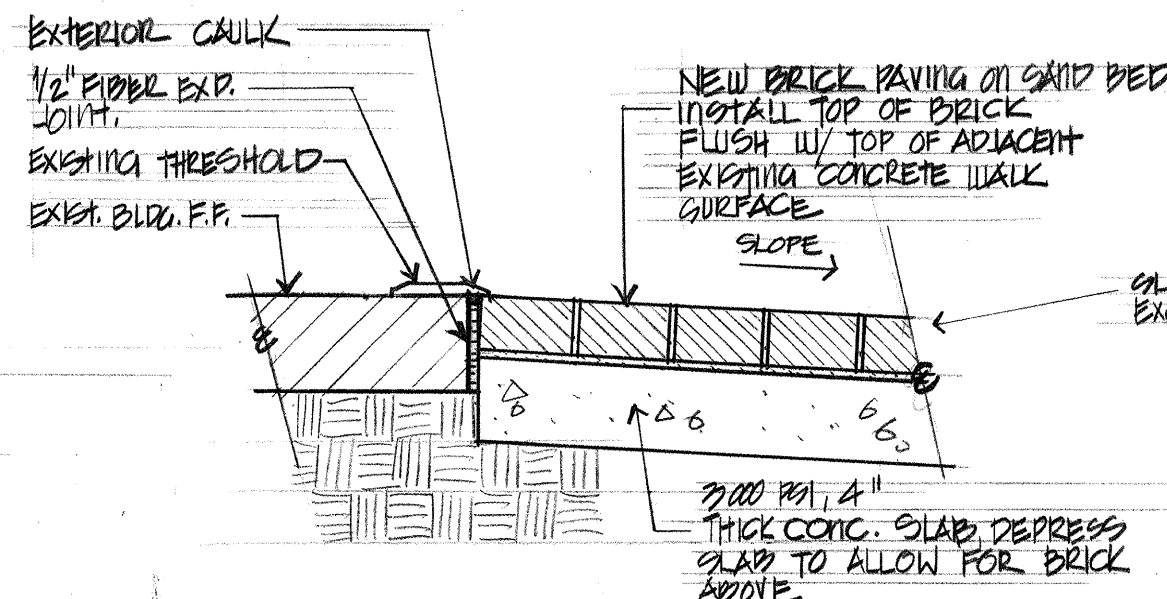 EXTERIOR CAULK
1/2" FIBER EXP.
JOINT.
EXISTING THRESHOLD
EXIST. BLDG. F.F.
NEW BRICK PAVING ON SAND BED
INSTALL TOP OF BRICK
FLUSH W/ TOP OF ADJACENT
EXISTING CONCRETE WALK
SURFACE
SLOPE
SL
EX
3000 PSI, 4"
THICK CONC. SLAB, DEPRESS
SLAB TO ALLOW FOR BRICK
ABOVE.